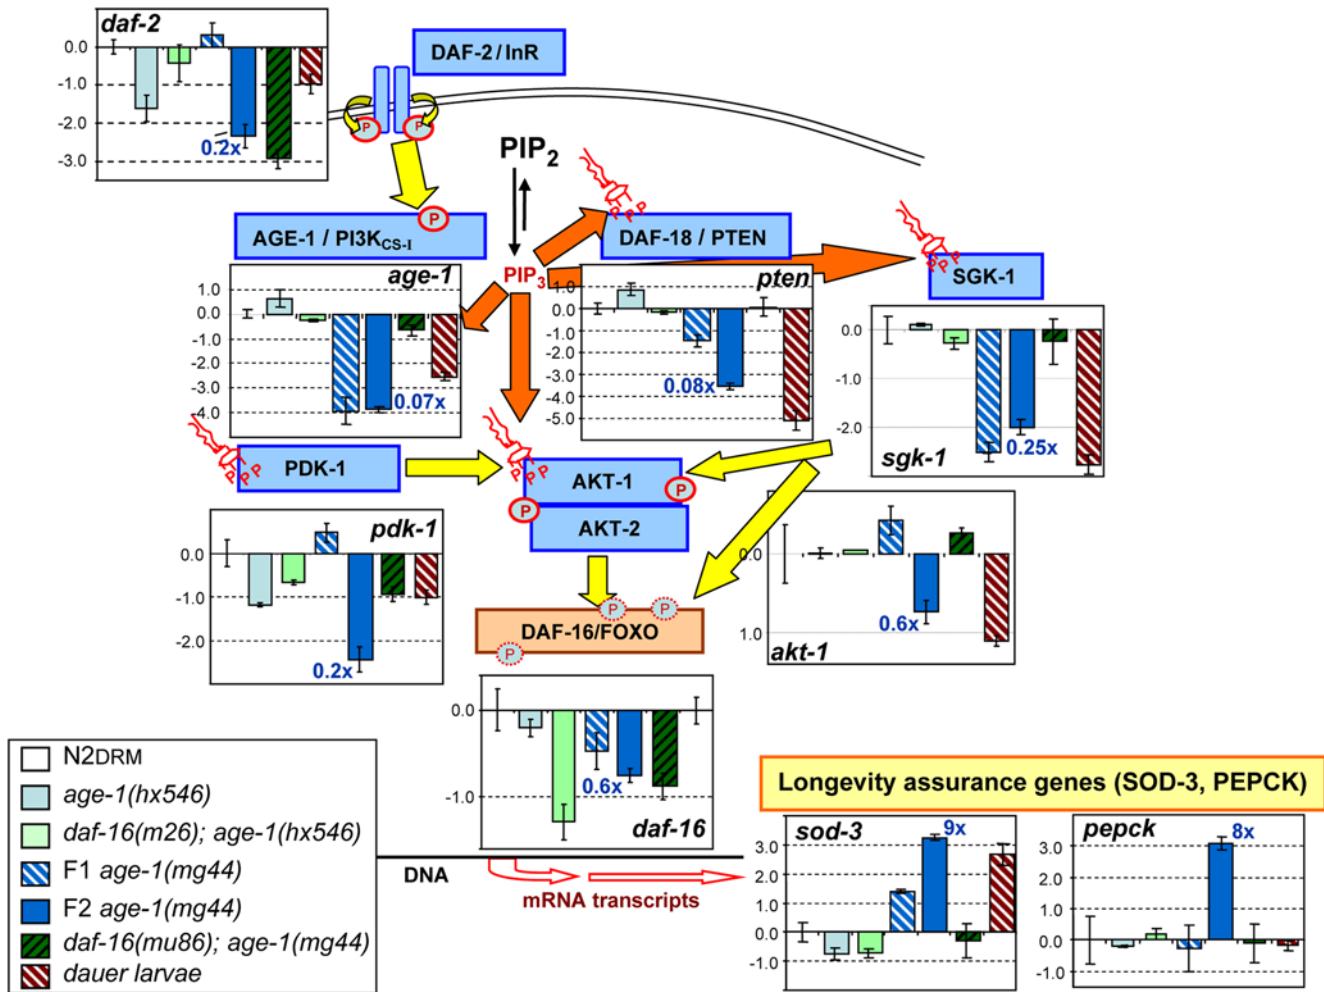 daf-2
0.0
-1.0
-2.0
-3.0
0.2x
DAF-2/InR
P
P
PIP2
P
AGE-1 / PI3KCS-I
PPP
DAF-18 / PTEN
PPP
SGK-1
PIP3
age-1
1.0
0.0
-1.0
-2.0
-3.0
-4.0
0.07x
pten
1.0
0.0
-1.0
-2.0
-3.0
-4.0
-5.0
0.08x
0.0
-1.0
-2.0
sgk-1
0.25x
PPP
PDK-1
PPP
AKT-1
P
P
AKT-2
pdk-1
0.0
-1.0
-2.0
0.2x
0.0
1.0
0.6x
akt-1
P
P
DAF-16/FOXO
P
0.0
-1.0
0.6x
daf-16
N2DRM
age-1(hx546)
daf-16(m26); age-1(hx546)
F1 age-1(mg44)
F2 age-1(mg44)
daf-16(mu86); age-1(mg44)
dauer larvae
DNA
mRNA transcripts
Longevity assurance genes (SOD-3, PEPCK)
sod-3
9x
3.0
2.0
1.0
0.0
-1.0
pepck
8x
3.0
2.0
1.0
0.0
-1.0